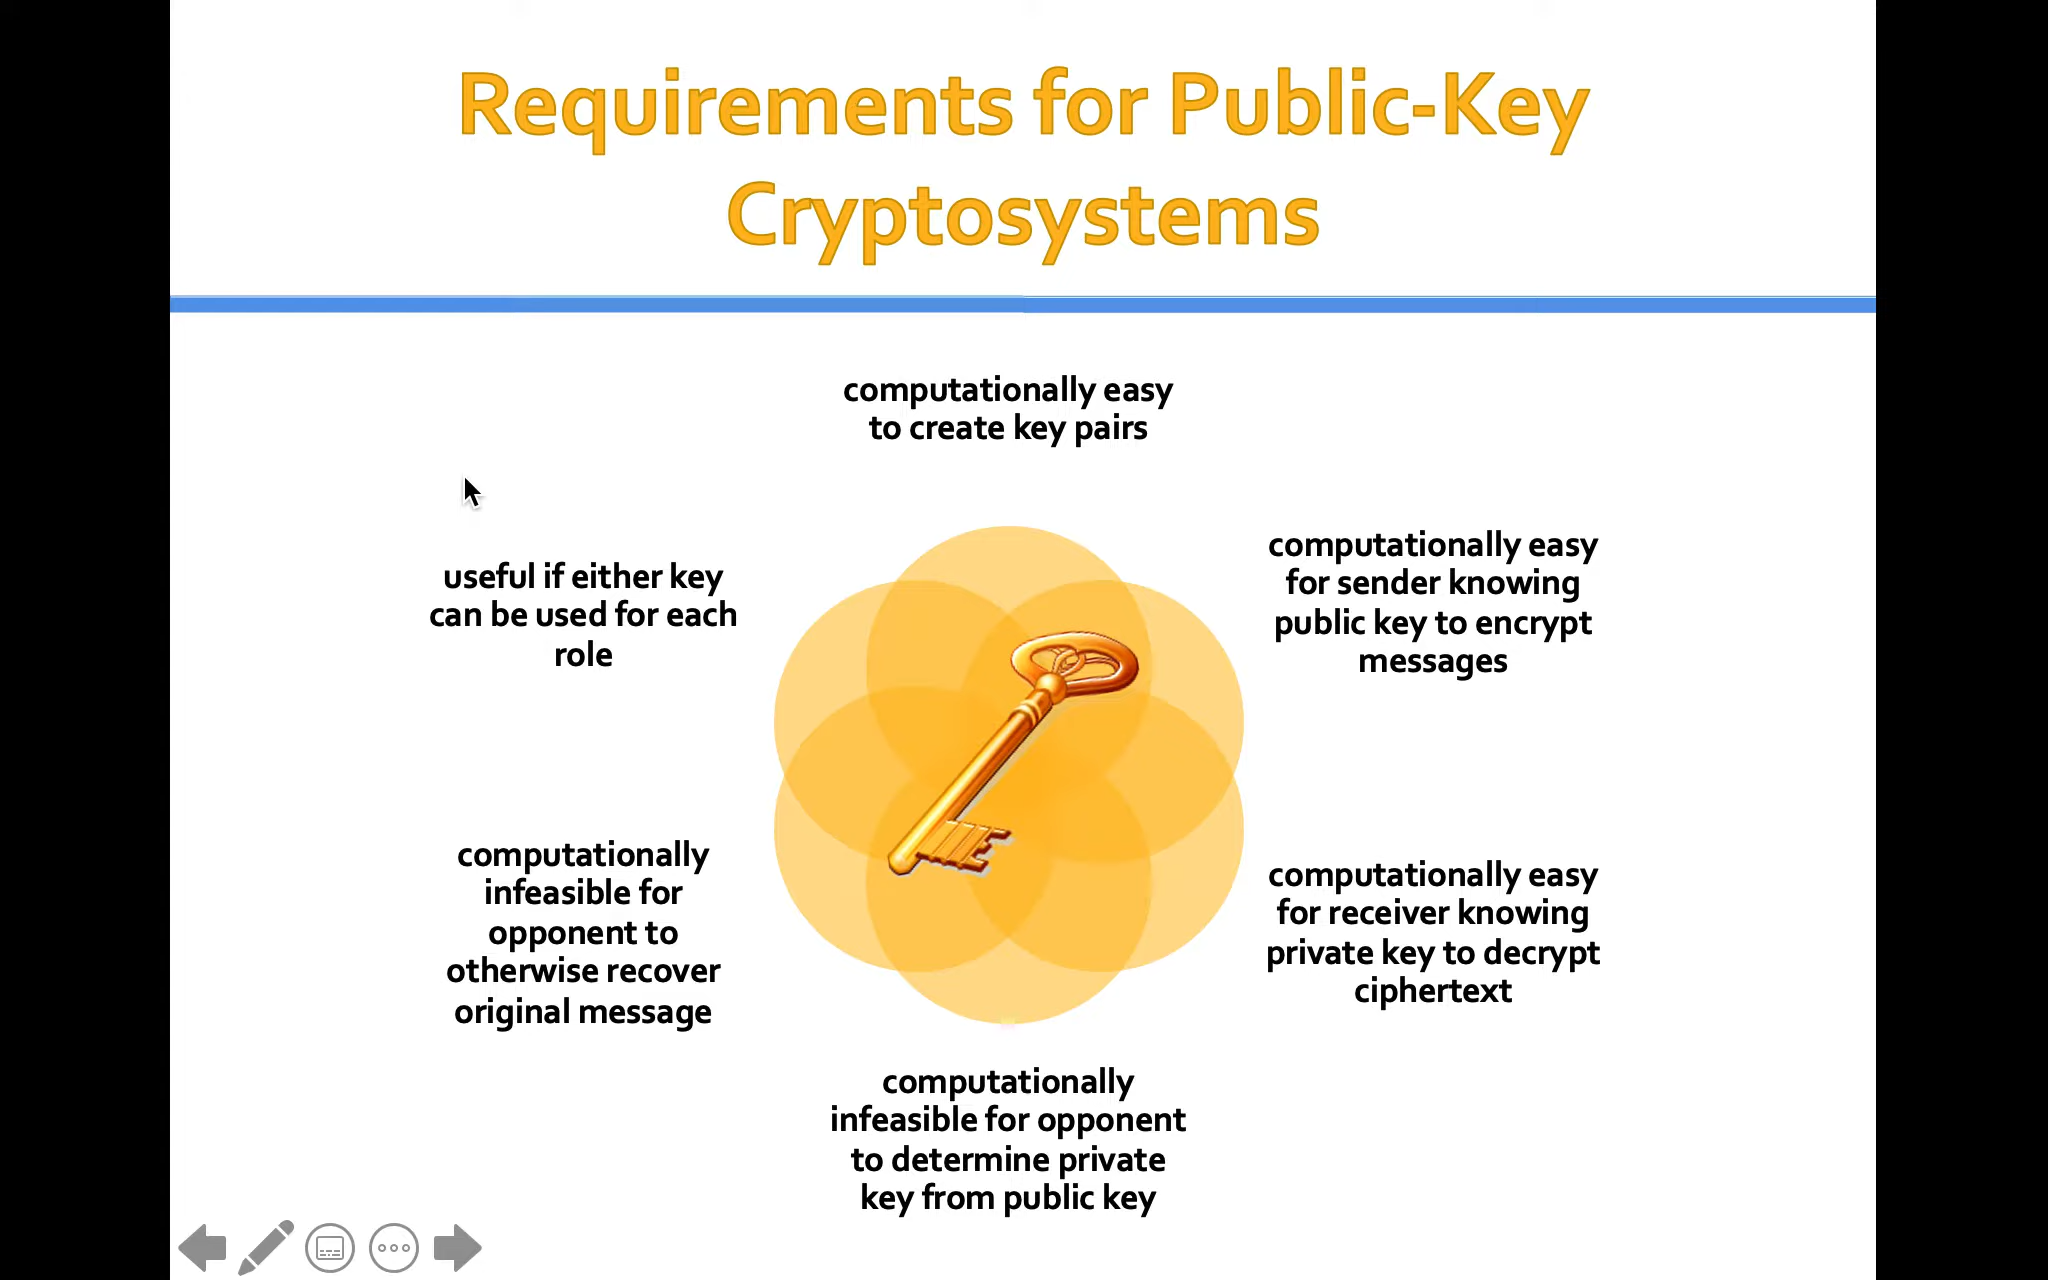 Requirements for Public-Key
Cryptosystems
computationally easy
to create key pairs
computationally easy
for sender knowing
public key to encrypt
messages
computationally easy
for receiver knowing
private key to decrypt
ciphertext
computationally
infeasible for opponent
to determine private
key from public key
computationally
infeasible for
opponent to
otherwise recover
original message
useful if either key
can be used for each
role